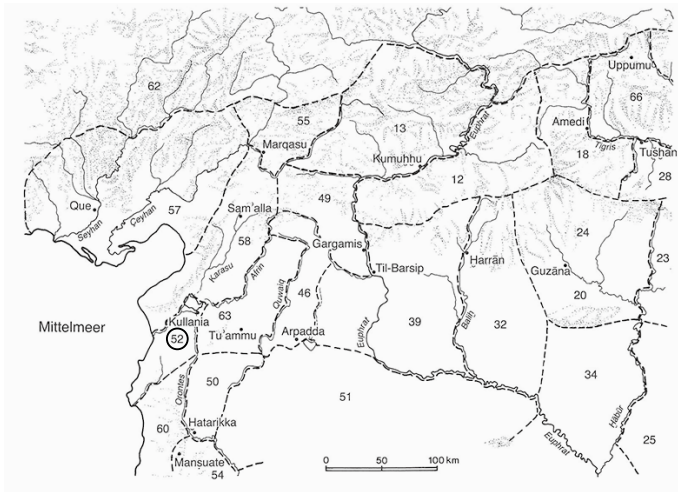 62
55
13
Uppumu
66
Amedi
Tigris
Tušhan
18
28
Marqasu
Kumuhhu
Euphrat
12
Que
Seyhan
Ceyhan
57
Sam'alla
49
58
Karasu
Afrin
Quwaiq
Gargamis
Til-Barsip
Harrān
Guzāna
24
23
20
Mittelmeer
Kullania
52
63
Tu'ammu
46
Arpadda
Euphrat
39
Balīḫ
32
34
50
51
Orontes
60
Hatarikka
Mansuate
54
Euphrat
Hābūr
25
0
50
100 km